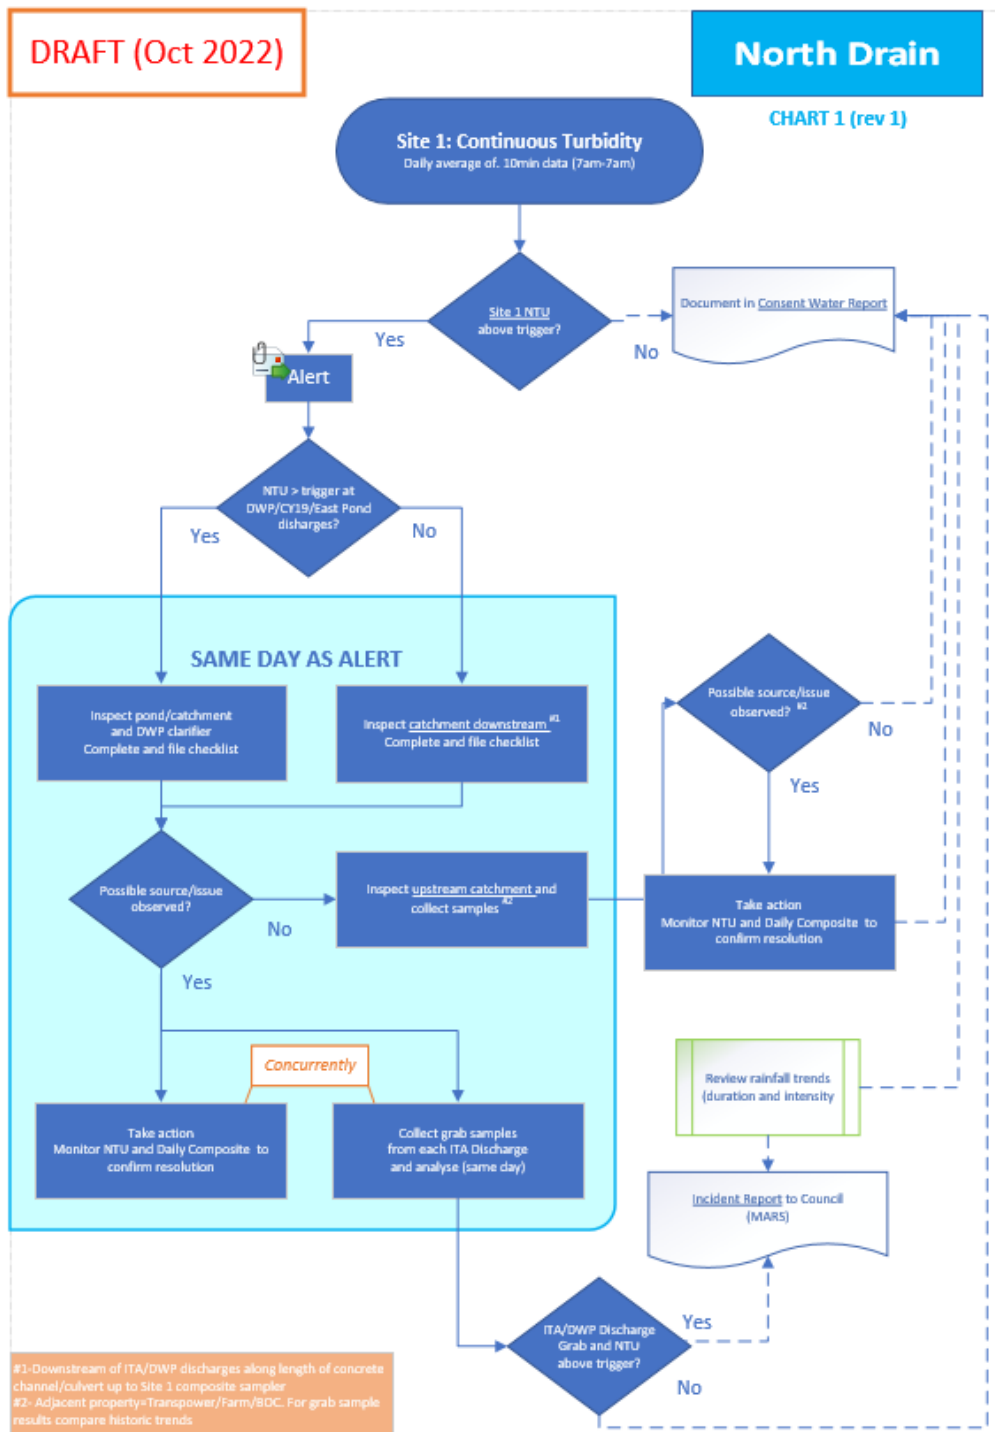 DRAFT (Oct 2022)
North Drain
CHART 1 (rev 1)
Site 1: Continuous Turbidity
Daily average of. 10min data (7am-7am)
Site 1 NTU
above trigger?
Document in Consent Water Report
Yes
No
Alert
NTU > trigger at
DWP/CY19/East Pond
disharges?
Yes
No
SAME DAY AS ALERT
Inspect pond/catchment
and DWP clarifier
Complete and file checklist
Inspect catchment downstream #1
Complete and file checklist
Possible source/issue
observed? #2
No
Yes
Possible source/issue
observed?
No
Yes
Inspect upstream catchment and
collect samples #2
Take action
Monitor NTU and Daily Composite to
confirm resolution
Concurrently
Take action
Monitor NTU and Daily Composite to
confirm resolution
Collect grab samples
from each ITA Discharge
and analyse (same day)
Review rainfall trends
(duration and intensity
Incident Report to Council
(MARS)
ITA/DWP Discharge
Grab and NTU
above trigger?
Yes
No
#1-Downstream of ITA/DWP discharges along length of concrete
channel/culvert up to Site 1 composite sampler
#2- Adjacent property=Transpower/Farm/BDC. For grab sample
results compare historic trends